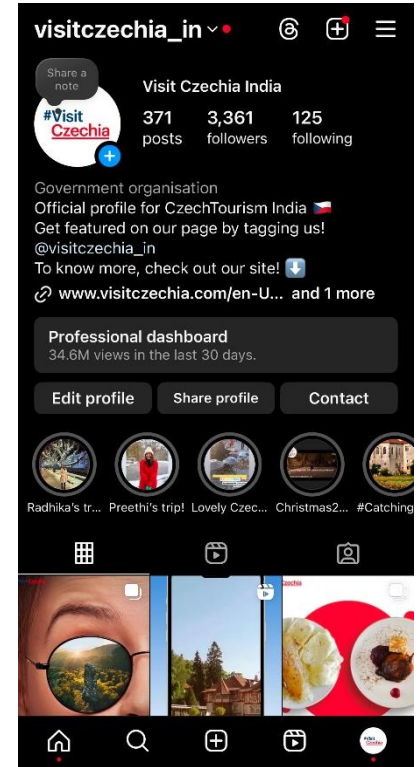 visitczechia_in
Share a
note
#Visit
Czechia
Visit Czechia India
371 3,361 125
posts followers following
Government organisation
Official profile for CzechTourism India 🇨🇿
Get featured on our page by tagging us!
@visitczechia_in
To know more, check out our site! ⬇️
www.visitczechia.com/en-U... and 1 more
Professional dashboard
34.6M views in the last 30 days.
Edit profile Share profile Contact
Radhika's tr... Preethi's trip! Lovely Czec... Christmas2... #Catching
Czechia
#Visit
Czechia